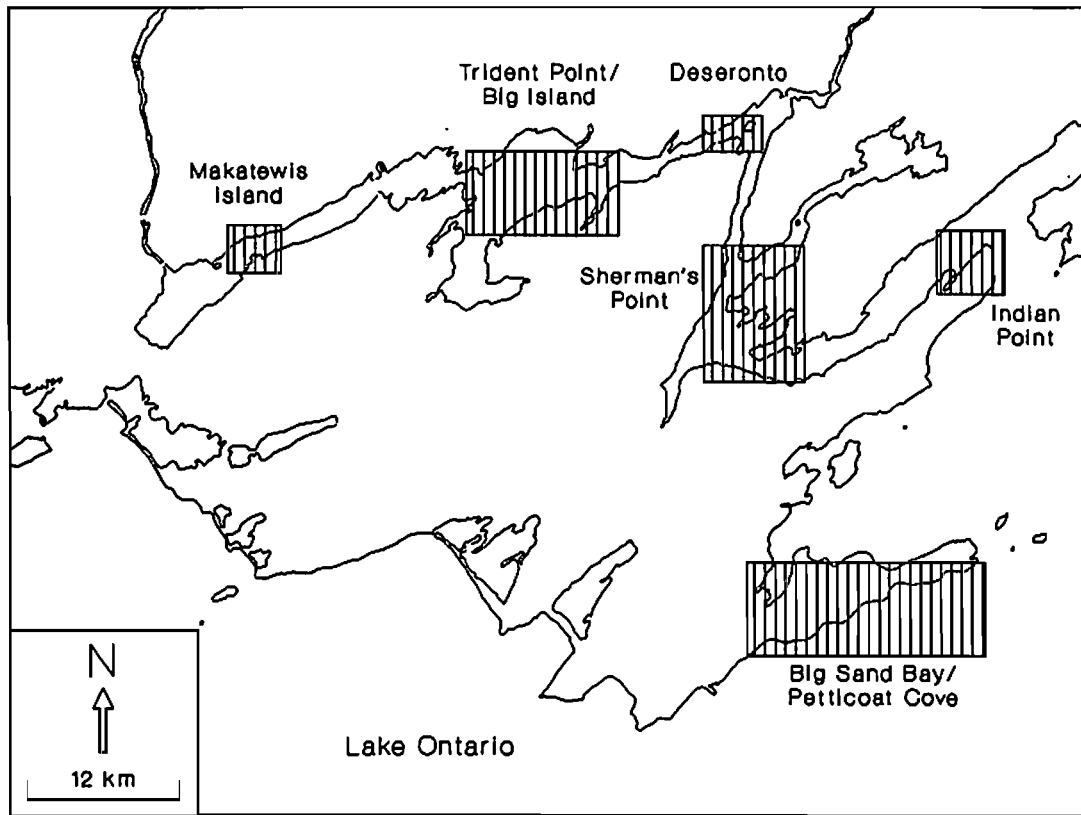 Trident Point/
Big Island
Deseronto
Makatewis
Island
Sherman's
Point
Indian
Point
Big Sand Bay/
Petticoat Cove
N
Lake Ontario
12 km